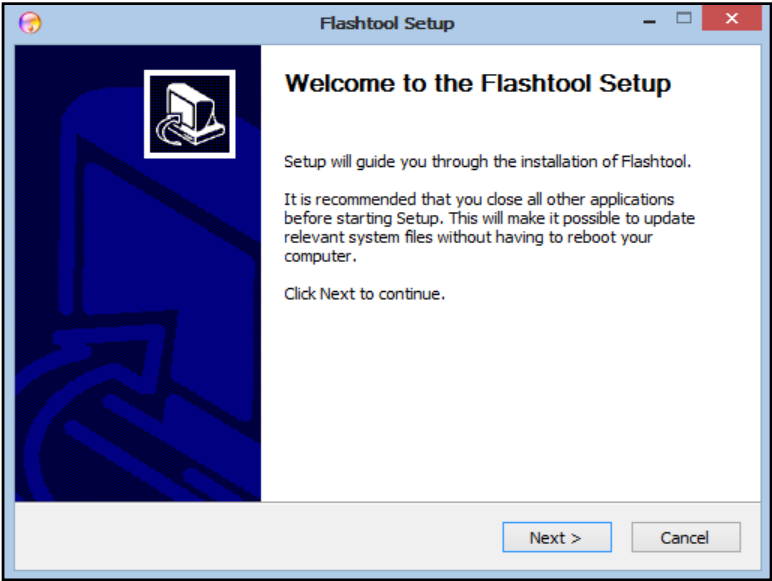 Flashtool Setup
Welcome to the Flashtool Setup
Setup will guide you through the installation of Flashtool.
It is recommended that you close all other applications
before starting Setup. This will make it possible to update
relevant system files without having to reboot your
computer.
Click Next to continue.
Next >
Cancel